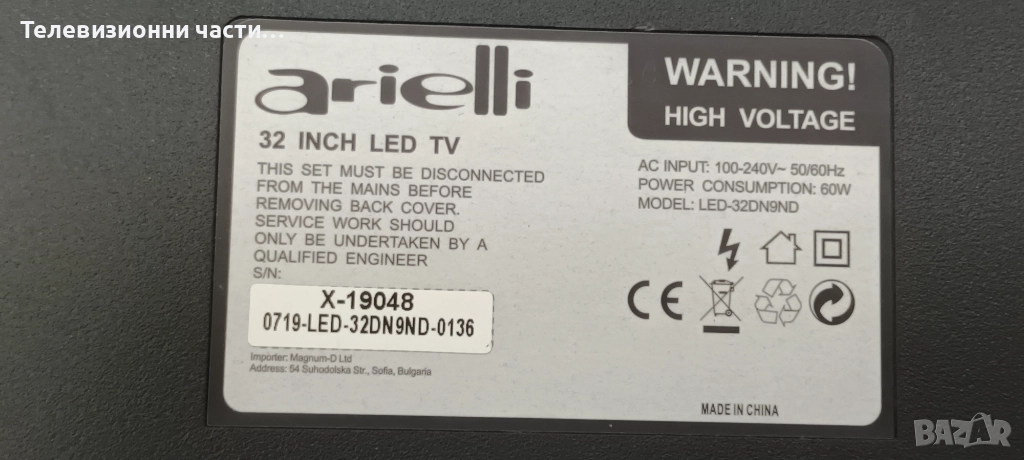 Телевизионни части...
arielli
32 INCH LED TV
THIS SET MUST BE DISCONNECTED
FROM THE MAINS BEFORE
REMOVING BACK COVER.
SERVICE WORK SHOULD
ONLY BE UNDERTAKEN BY A
QUALIFIED ENGINEER
S/N:
X-19048
0719-LED-32DN9ND-0136
Importer: Magnum-D Ltd
Address: 54 Suhodolska Str., Sofia, Bulgaria
WARNING!
HIGH VOLTAGE
AC INPUT: 100-240V~ 50/60Hz
POWER CONSUMPTION: 60W
MODEL: LED-32DN9ND
CE
MADE IN CHINA
BAZAR